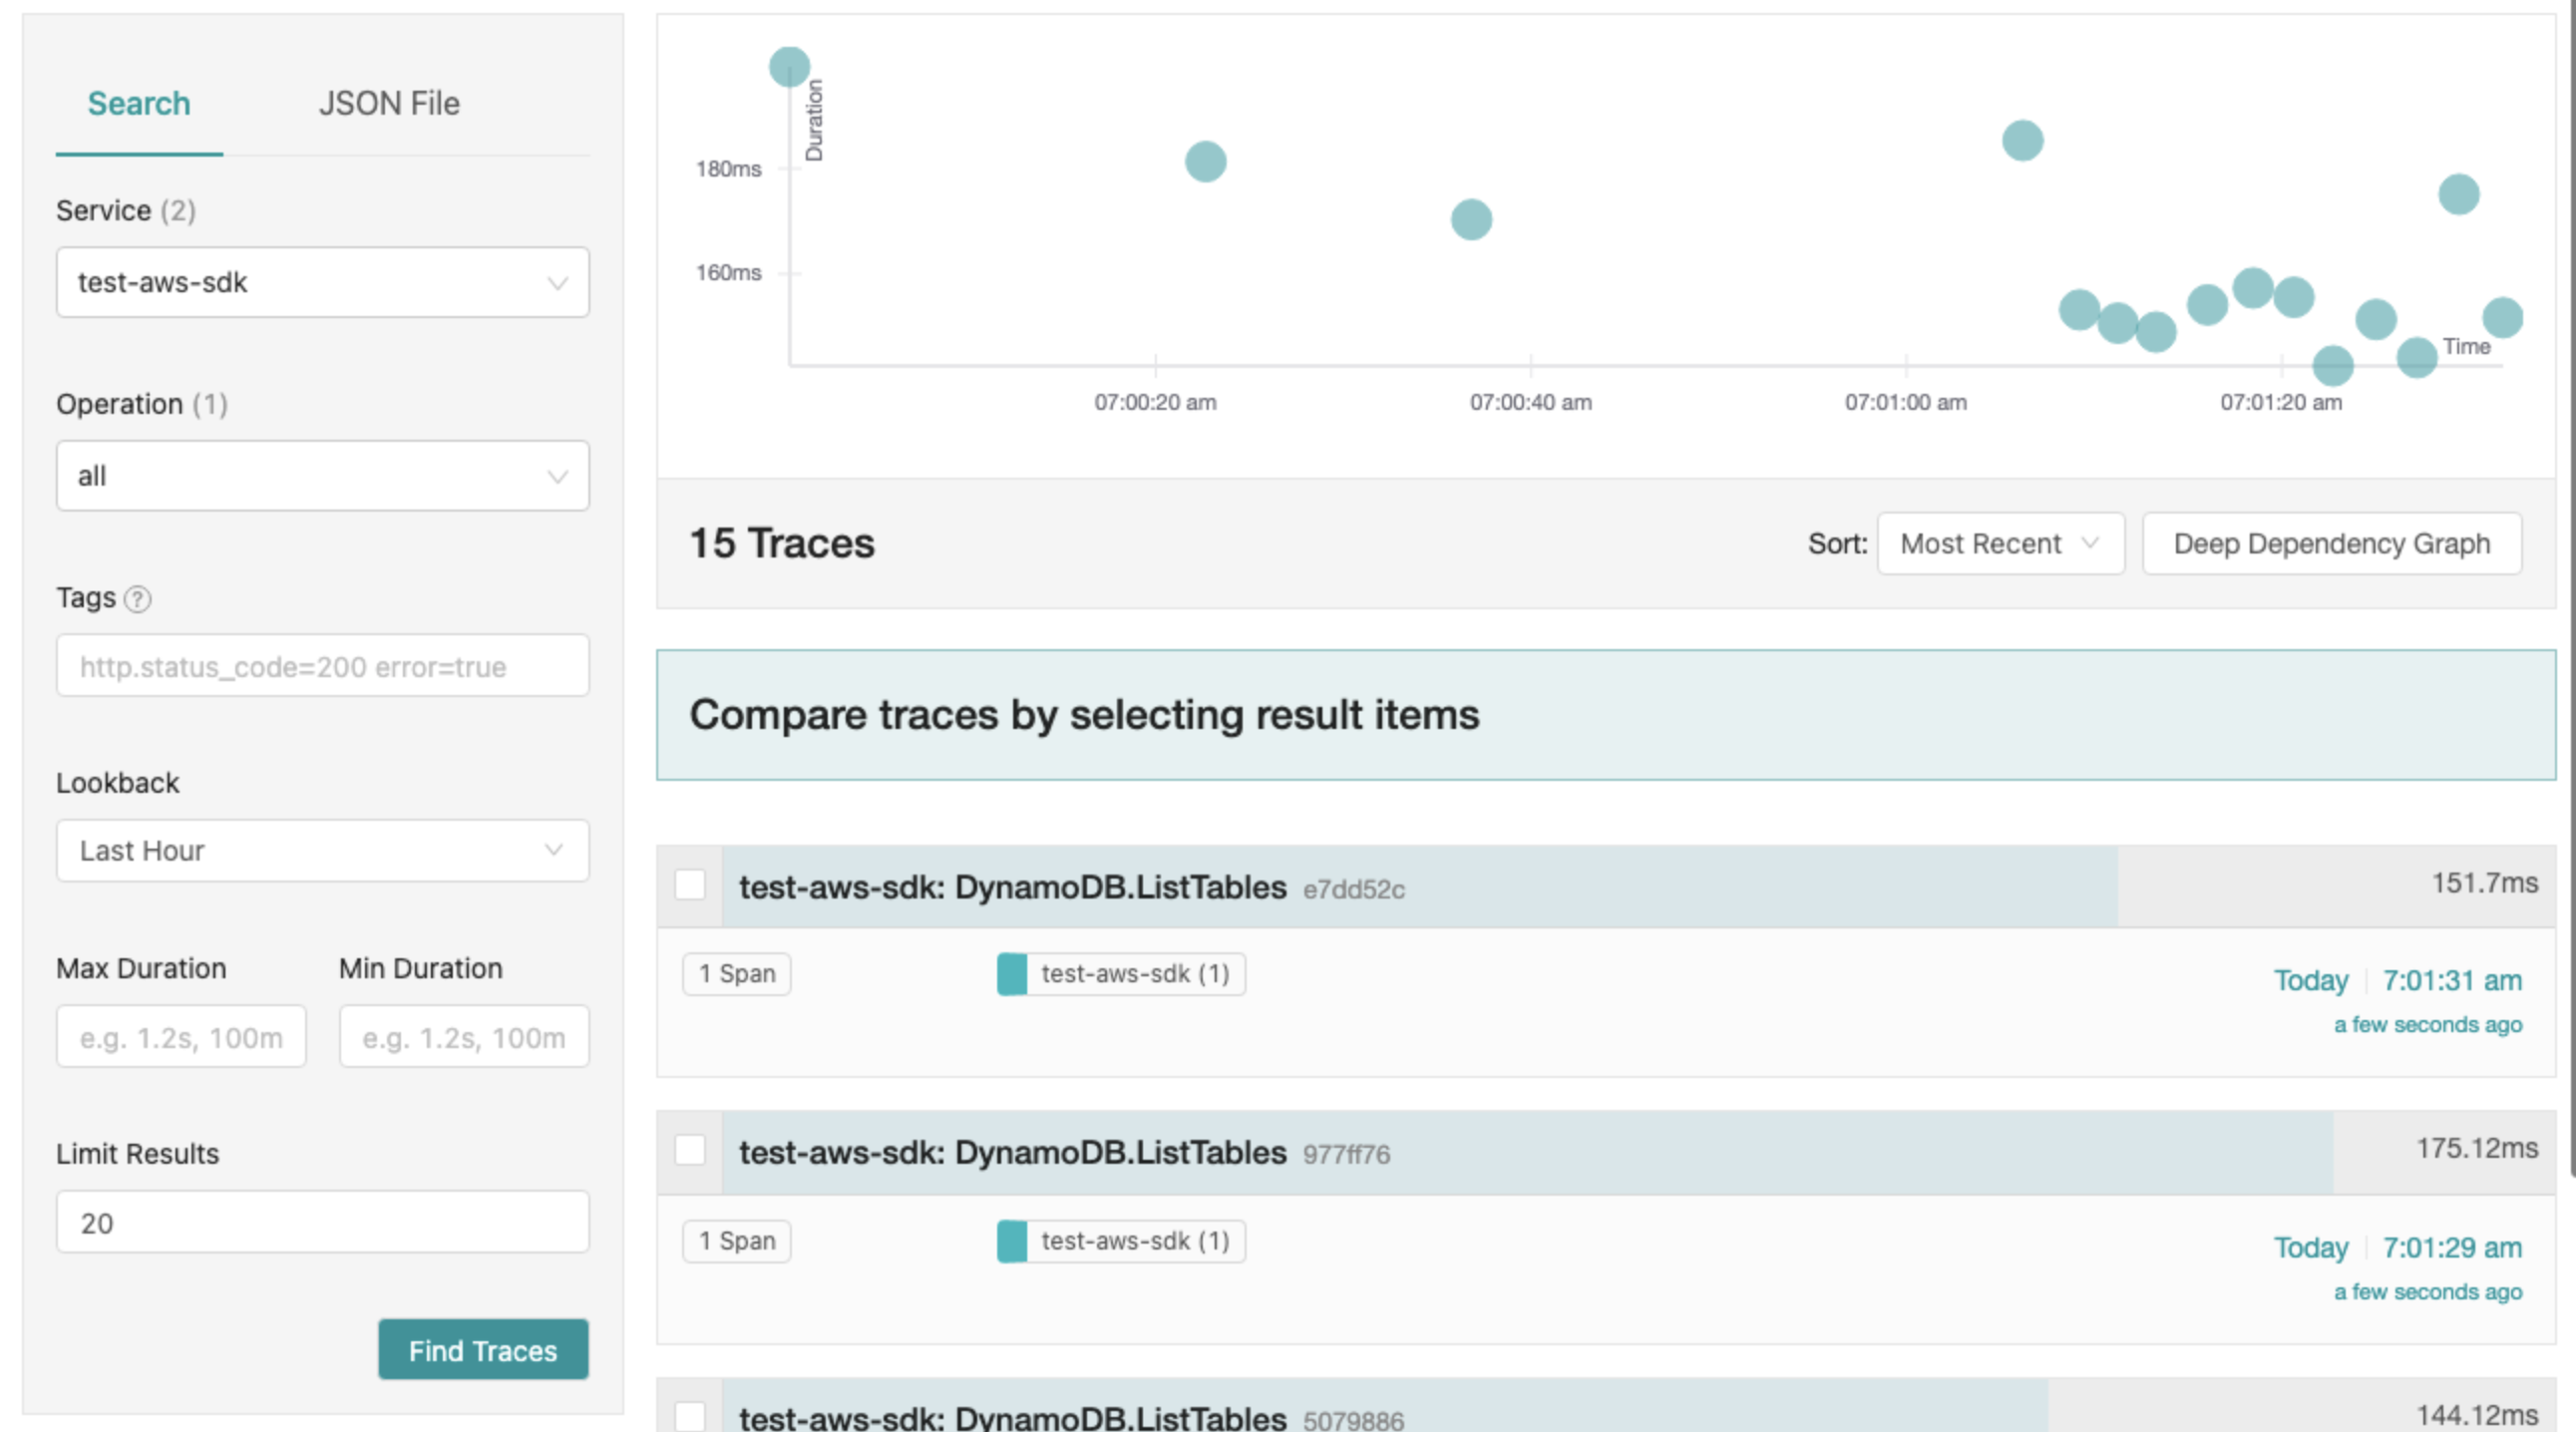 Search
JSON File
Service (2)
test-aws-sdk
Operation (1)
all
Tags ?
http.status_code=200 error=true
Lookback
Last Hour
Max Duration
Min Duration
e.g. 1.2s, 100m
e.g. 1.2s, 100m
Limit Results
20
Find Traces
Duration
180ms
160ms
Time
07:00:20 am
07:00:40 am
07:01:00 am
07:01:20 am
15 Traces
Sort: Most Recent
Deep Dependency Graph
Compare traces by selecting result items
test-aws-sdk: DynamoDB.ListTables e7dd52c
151.7ms
1 Span
test-aws-sdk (1)
Today 7:01:31 am
a few seconds ago
test-aws-sdk: DynamoDB.ListTables 977ff76
175.12ms
1 Span
test-aws-sdk (1)
Today 7:01:29 am
a few seconds ago
test-aws-sdk: DynamoDB.ListTables 5079886
144.12ms